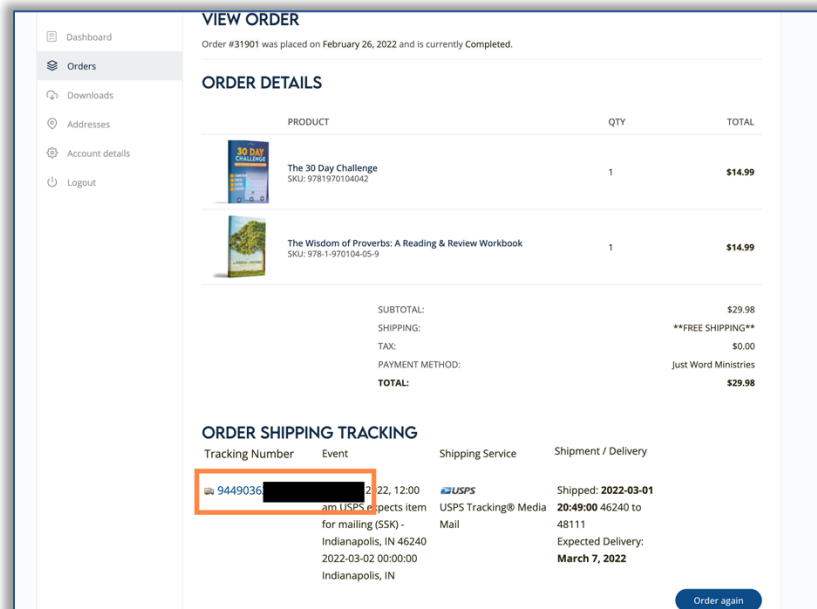 VIEW ORDER
Order #31901 was placed on February 26, 2022 and is currently Completed.
Dashboard
Orders
Downloads
Addresses
Account details
Logout
ORDER DETAILS
PRODUCT QTY TOTAL
30 DAY
CHALLENGE
The 30 Day Challenge
SKU: 9781970104042
1 $14.99
The Wisdom of Proverbs: A Reading & Review Workbook
SKU: 978-1-970104-05-9
1 $14.99
SUBTOTAL: $29.98
SHIPPING: **FREE SHIPPING**
TAX: $0.00
PAYMENT METHOD: Just Word Ministries
TOTAL: $29.98
ORDER SHIPPING TRACKING
Tracking Number Event Shipping Service Shipment / Delivery
9449036 2022, 12:00
am USPS expects item
for mailing (SSK) -
Indianapolis, IN 46240
2022-03-02 00:00:00
Indianapolis, IN
USPS
USPS Tracking® Media
Mail
Shipped: 2022-03-01
20:49:00 46240 to
48111
Expected Delivery:
March 7, 2022
Order again